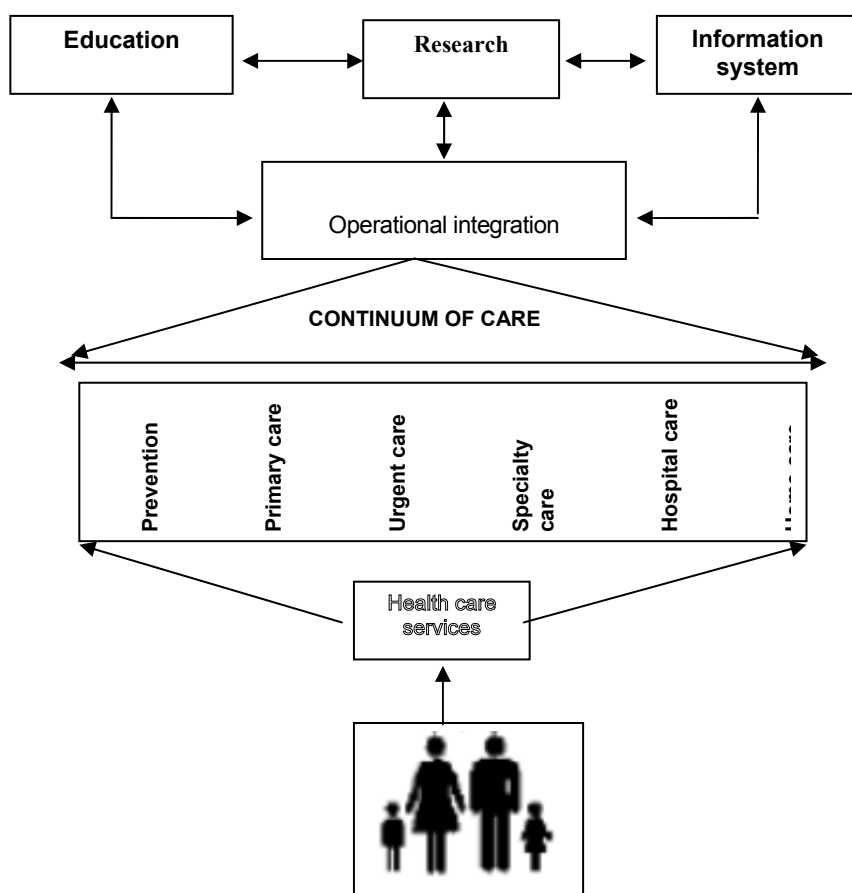 Education
Research
Information
system
Operational integration
CONTINUUM OF CARE
Prevention
Primary care
Urgent care
Specialty
care
Hospital care
Health care
services